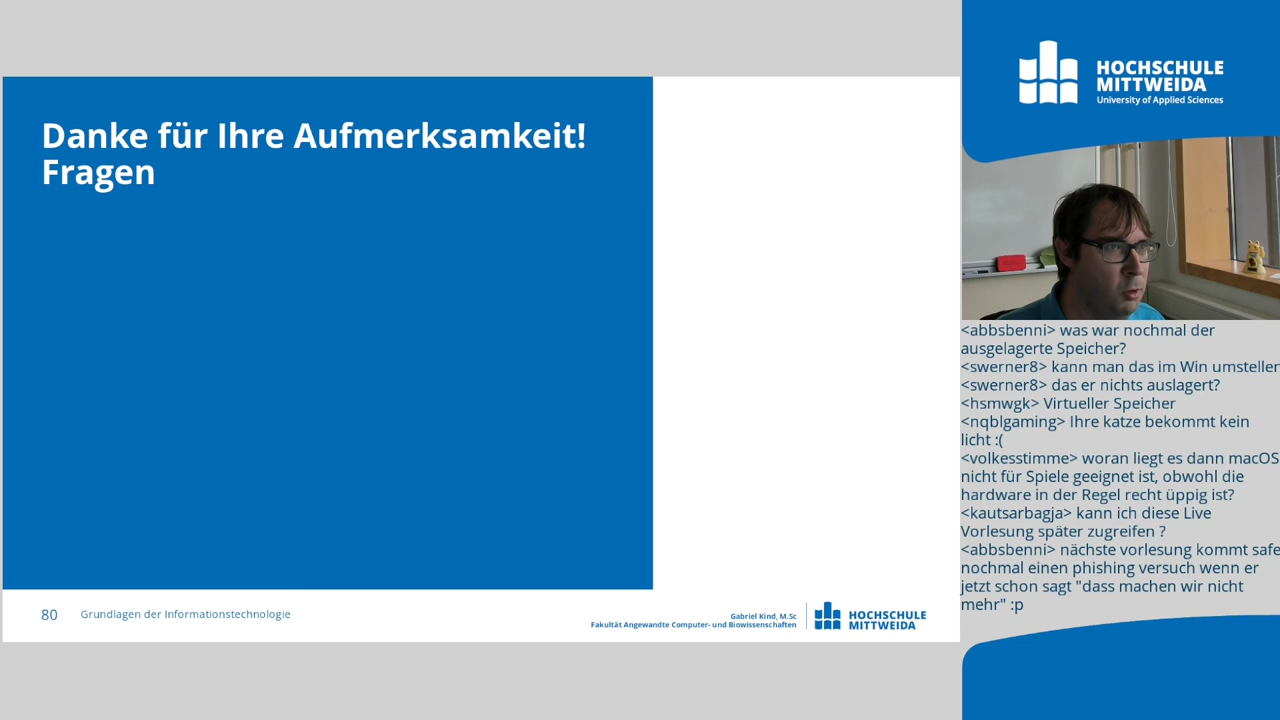 Danke für Ihre Aufmerksamkeit!
Fragen
80
Grundlagen der Informationstechnologie
Gabriel Kind, M.Sc
Fakultät Angewandte Computer- und Biowissenschaften
HOCHSCHULE
MITTWEIDA
HOCHSCHULE
MITTWEIDA
University of Applied Sciences
<abbsbenni> was war nochmal der
ausgelagerte Speicher?
<swerner8> kann man das im Win umstellen
<swerner8> das er nichts auslagert?
<hsmwgk> Virtueller Speicher
<nqblgaming> Ihre katze bekommt kein
licht :(
<volkesstimme> woran liegt es dann macOS
nicht für Spiele geeignet ist, obwohl die
hardware in der Regel recht üppig ist?
<kautsarbagja> kann ich diese Live
Vorlesung später zugreifen ?
<abbsbenni> nächste vorlesung kommt safe
nochmal einen phishing versuch wenn er
jetzt schon sagt "dass machen wir nicht
mehr" :p